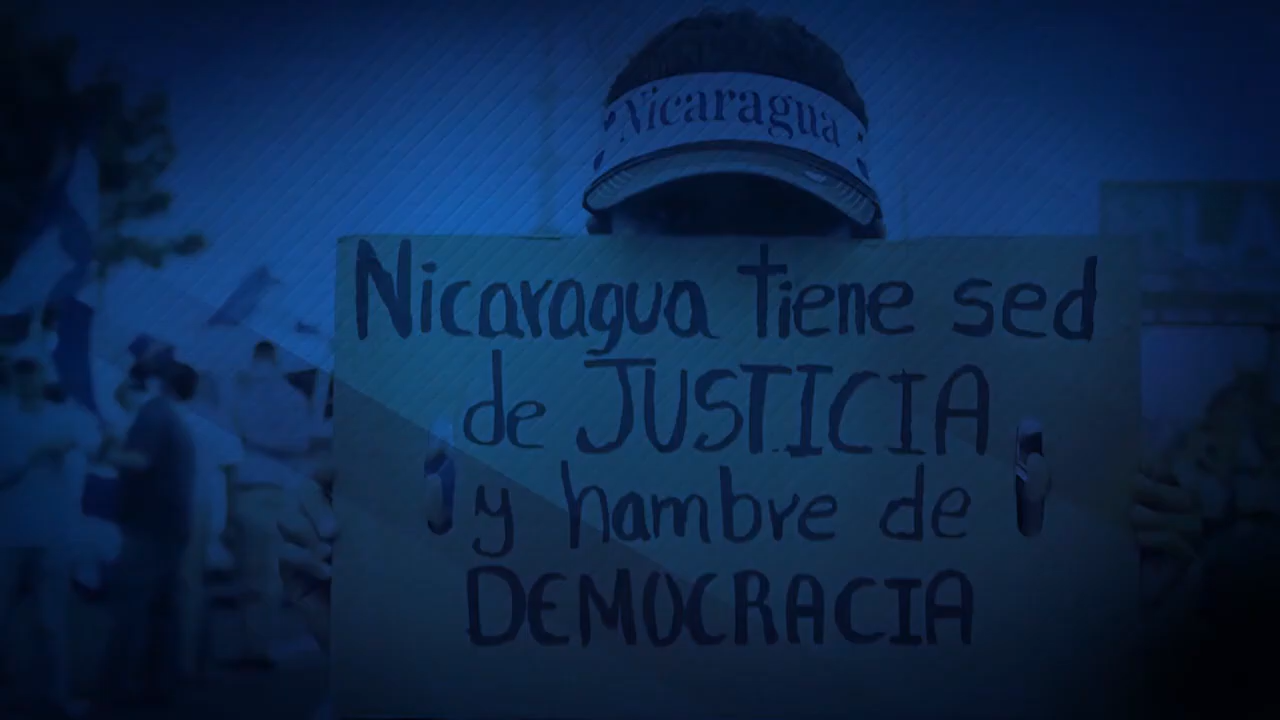 Nicaragua
Nicaragua tiene sed
de JUSTICIA
y hambre de
DEMOCRACIA